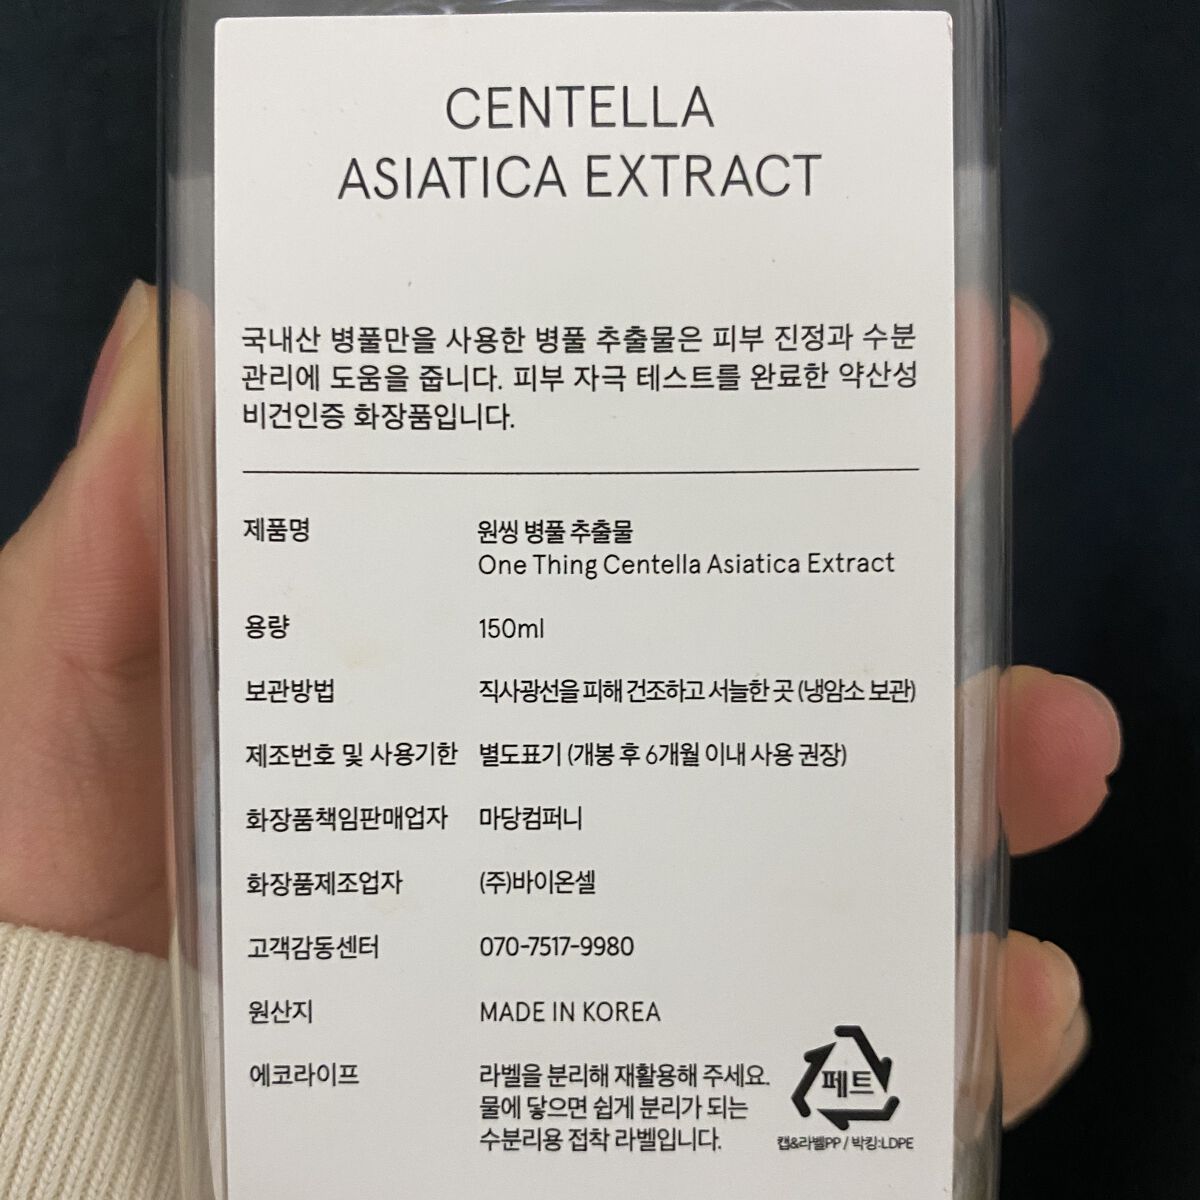 CENTELLA
ASIATICA EXTRACT
국내산 병풀만을 사용한 병풀 추출물은 피부 진정과 수분
관리에 도움을 줍니다. 피부 자극 테스트를 완료한 약산성
비건인증 화장품입니다.
제품명 원씽 병풀 추출물
One Thing Centella Asiatica Extract
용량 150ml
보관방법 직사광선을 피해 건조하고 서늘한 곳 (냉암소 보관)
제조번호 및 사용기한 별도표기 (개봉 후 6개월 이내 사용 권장)
화장품책임판매업자 마당컴퍼니
화장품제조업자 (주)바이온셀
고객감동센터 070-7517-9980
원산지 MADE IN KOREA
에코라이프 라벨을 분리해 재활용해 주세요.
물에 닿으면 쉽게 분리가 되는
수분리용 접착 라벨입니다.
페트
캡&라벨PP / 박킹:LDPE